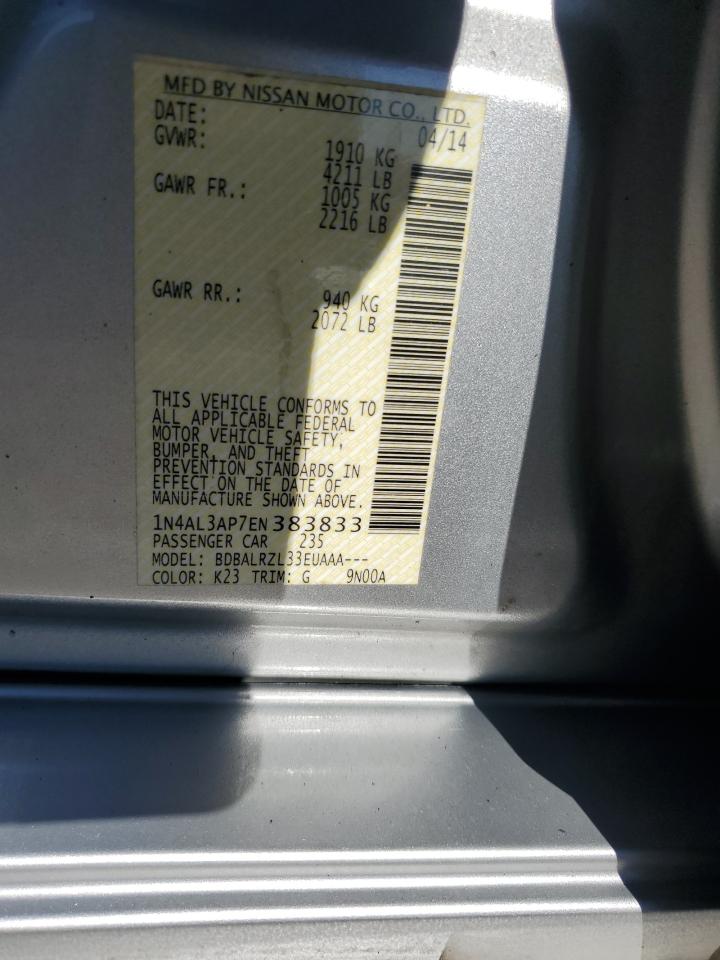 MFD BY NISSAN MOTOR CO., LTD.
DATE: 04/14
GVWR: 1910 KG
4211 LB
GAWR FR.: 1005 KG
2216 LB
GAWR RR.: 940 KG
2072 LB
THIS VEHICLE CONFORMS TO
ALL APPLICABLE FEDERAL
MOTOR VEHICLE SAFETY,
BUMPER, AND THEFT
PREVENTION STANDARDS IN
EFFECT ON THE DATE OF
MANUFACTURE SHOWN ABOVE.
1N4AL3AP7EN383833
PASSENGER CAR 235
MODEL: BDBALRZL33EUAAA---
COLOR: K23 TRIM: G 9N00A